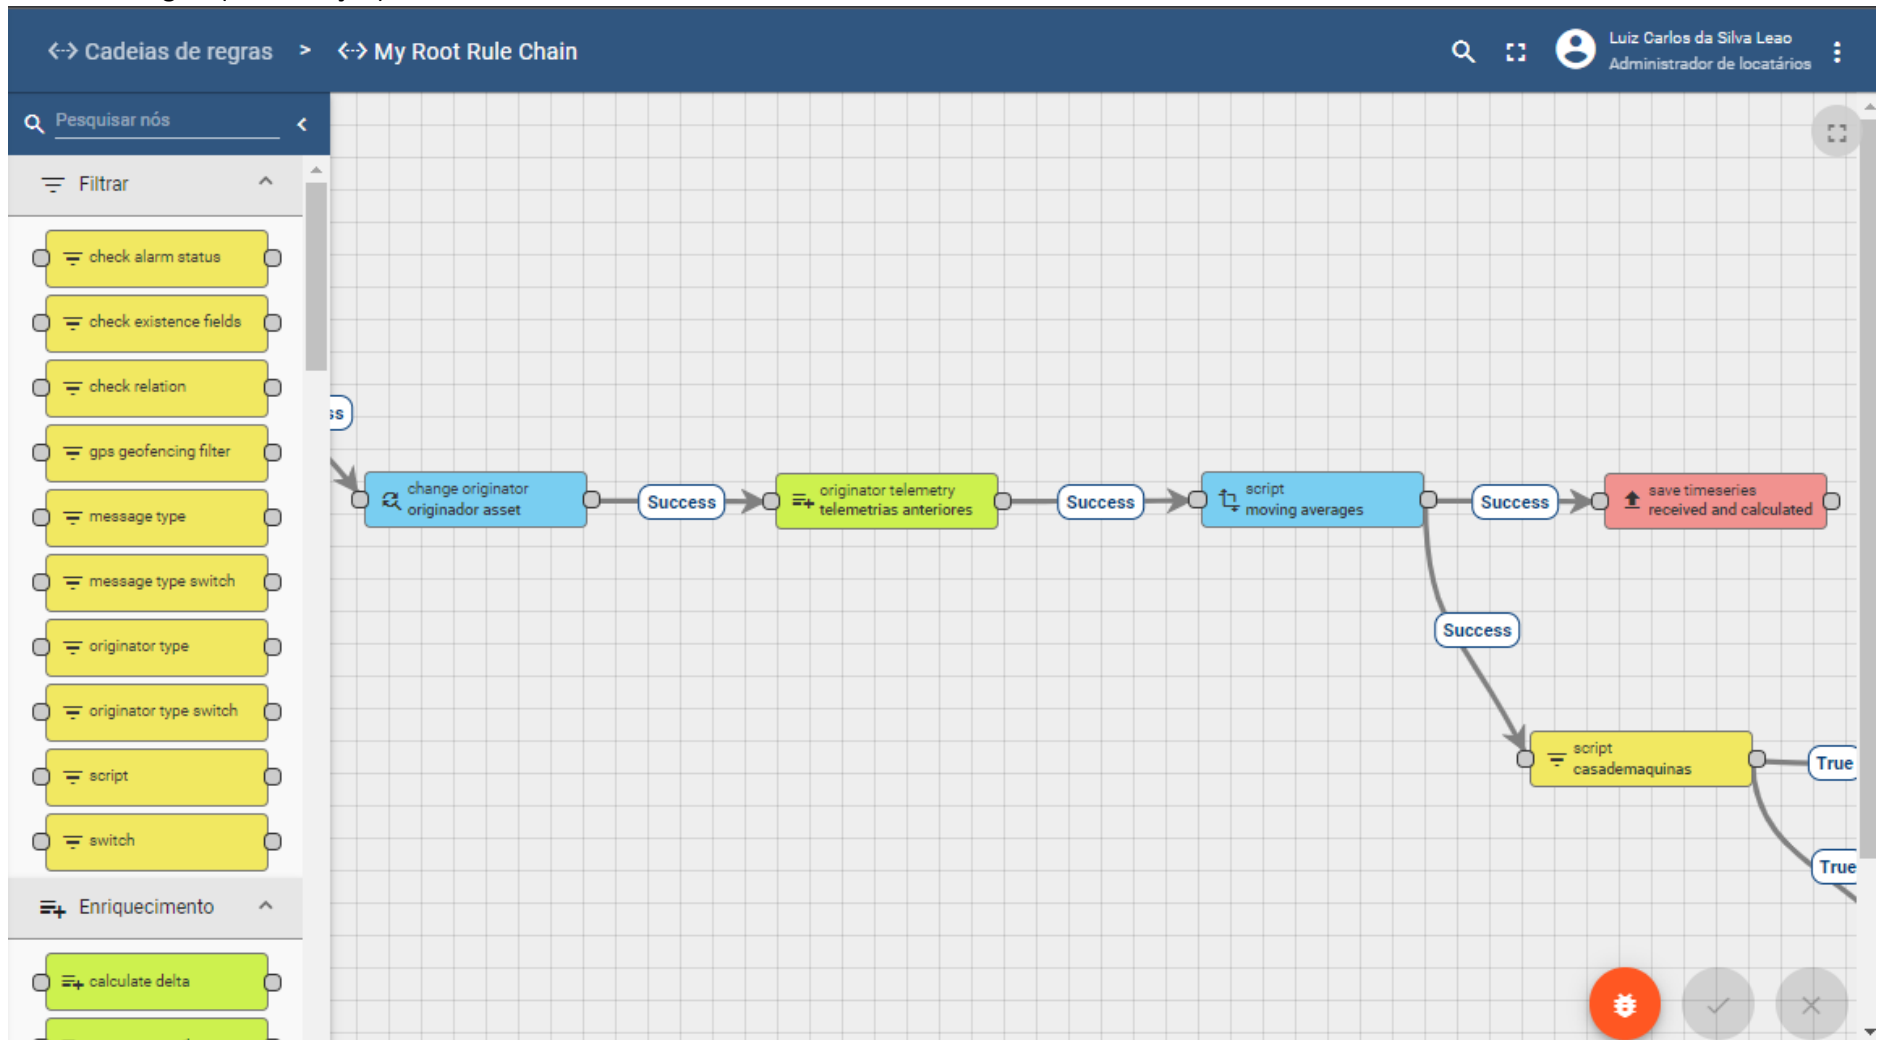 Cadeias de regras > My Root Rule Chain
Luiz Carlos da Silva Leao
Administrador de locatários
Pesquisar nós
Filtrar
check alarm status
check existence fields
check relation
gps geofencing filter
message type
message type switch
originator type
originator type switch
script
switch
Enriquecimento
calculate delta
ss
change originator
originador asset
Success
originator telemetry
telemetrias anteriores
Success
script
moving averages
Success
save timeseries
received and calculated
Success
script
casademaquinas
True
True